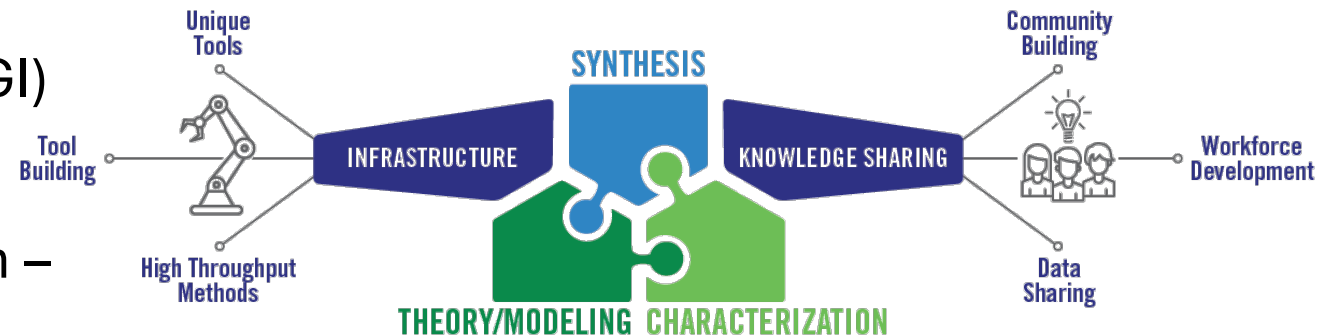 GI)
n –
Unique
Tools
Tool
Building
High Throughput
Methods
INFRASTRUCTURE
SYNTHESIS
THEORY/MODELING
CHARACTERIZATION
KNOWLEDGE SHARING
Community
Building
Workforce
Development
Data
Sharing